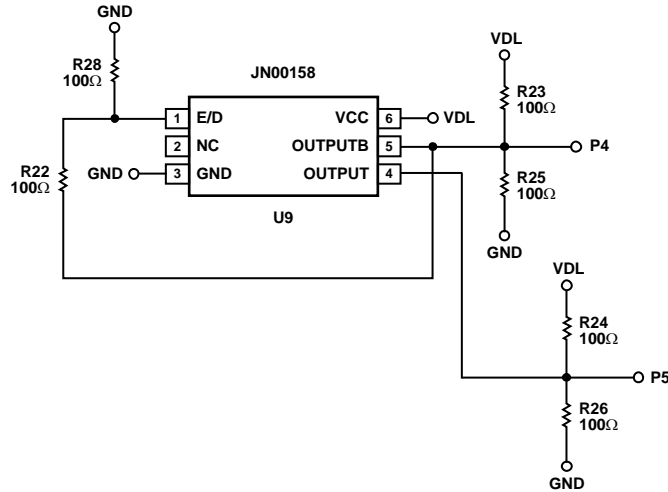 GND
R28
100Ω
JN00158
VDL
R23
100Ω
1 E/D
VCC 6
VDL
2 NC
OUTPUTB 5
P4
R22
100Ω
GND
3 GND
OUTPUT 4
R25
100Ω
U9
GND
VDL
R24
100Ω
P5
R26
100Ω
GND